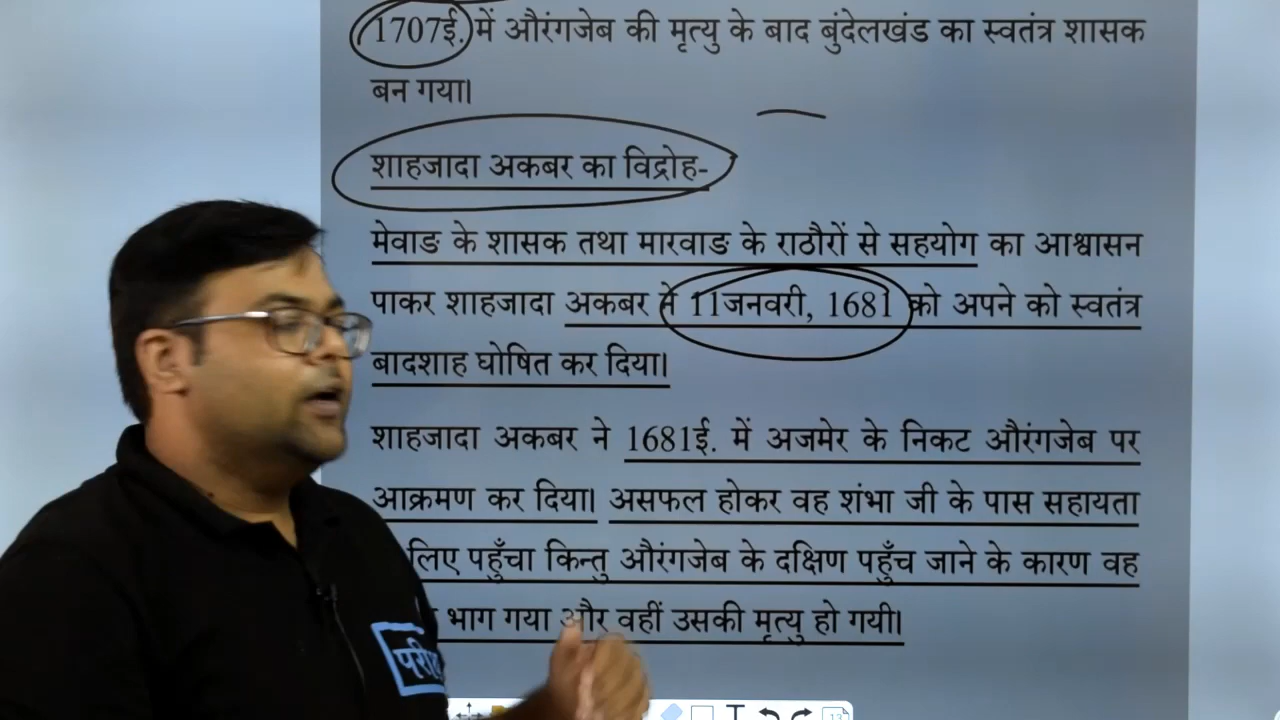 1707ई. में औरंगजेब की मृत्यु के बाद बुंदेलखंड का स्वतंत्र शासक
बन गया।
शाहजादा अकबर का विद्रोह-
मेवाङ के शासक तथा मारवाङ के राठौरों से सहयोग का आश्वासन
पाकर शाहजादा अकबर ने 11जनवरी, 1681 को अपने को स्वतंत्र
बादशाह घोषित कर दिया।
शाहजादा अकबर ने 1681ई. में अजमेर के निकट औरंगजेब पर
आक्रमण कर दिया। असफल होकर वह शंभा जी के पास सहायता
लिए पहुँचा किन्तु औरंगजेब के दक्षिण पहुँच जाने के कारण वह
भाग गया और वहीं उसकी मृत्यु हो गयी।
T 13